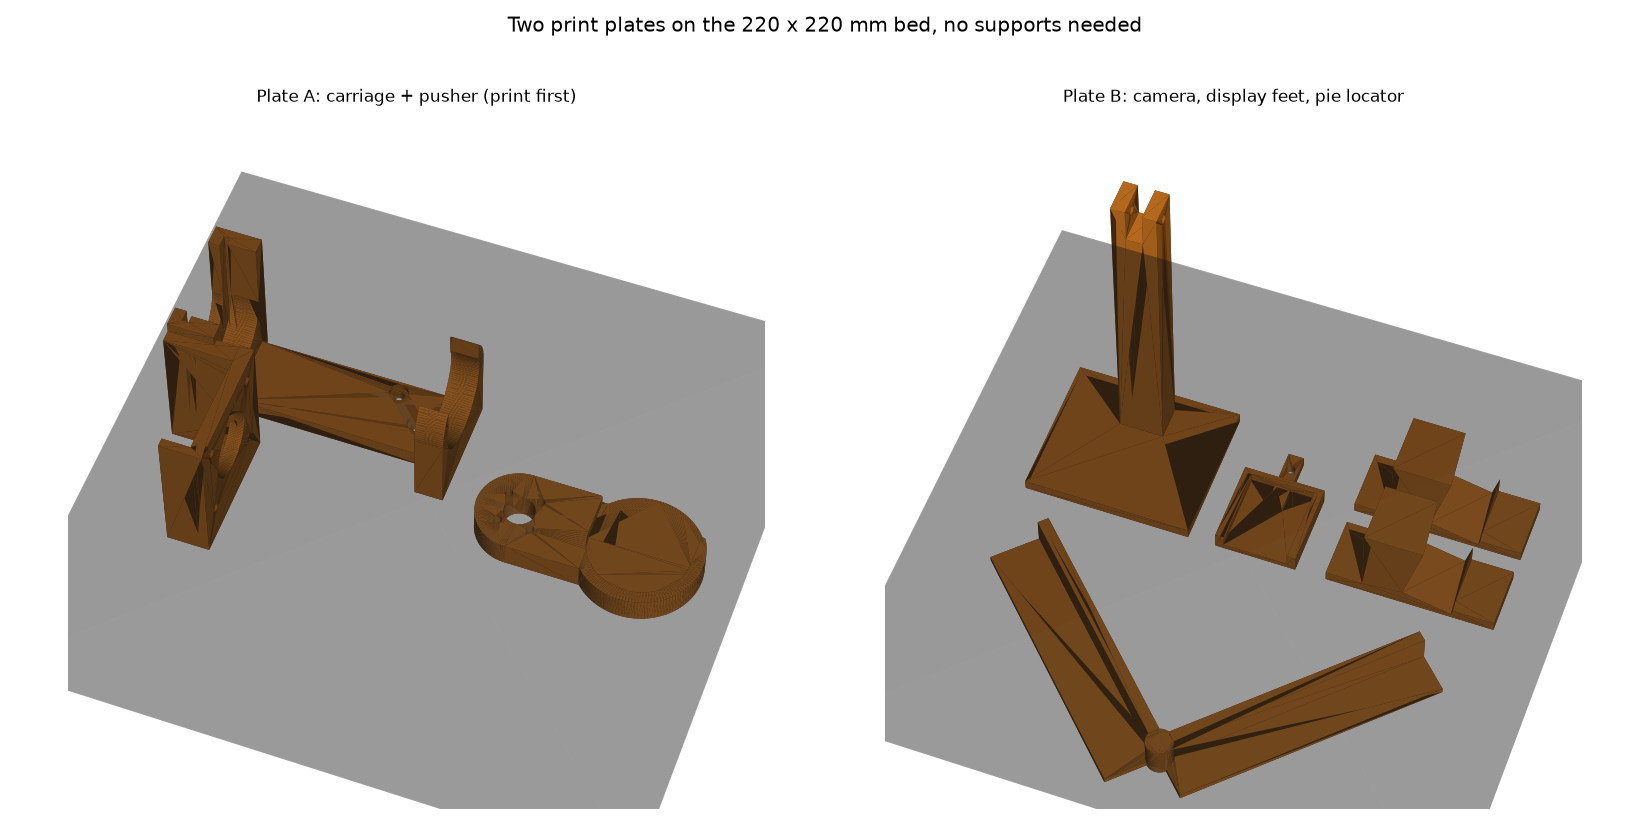 Two print plates on the 220 x 220 mm bed, no supports needed
Plate A: carriage + pusher (print first)
Plate B: camera, display feet, pie locator